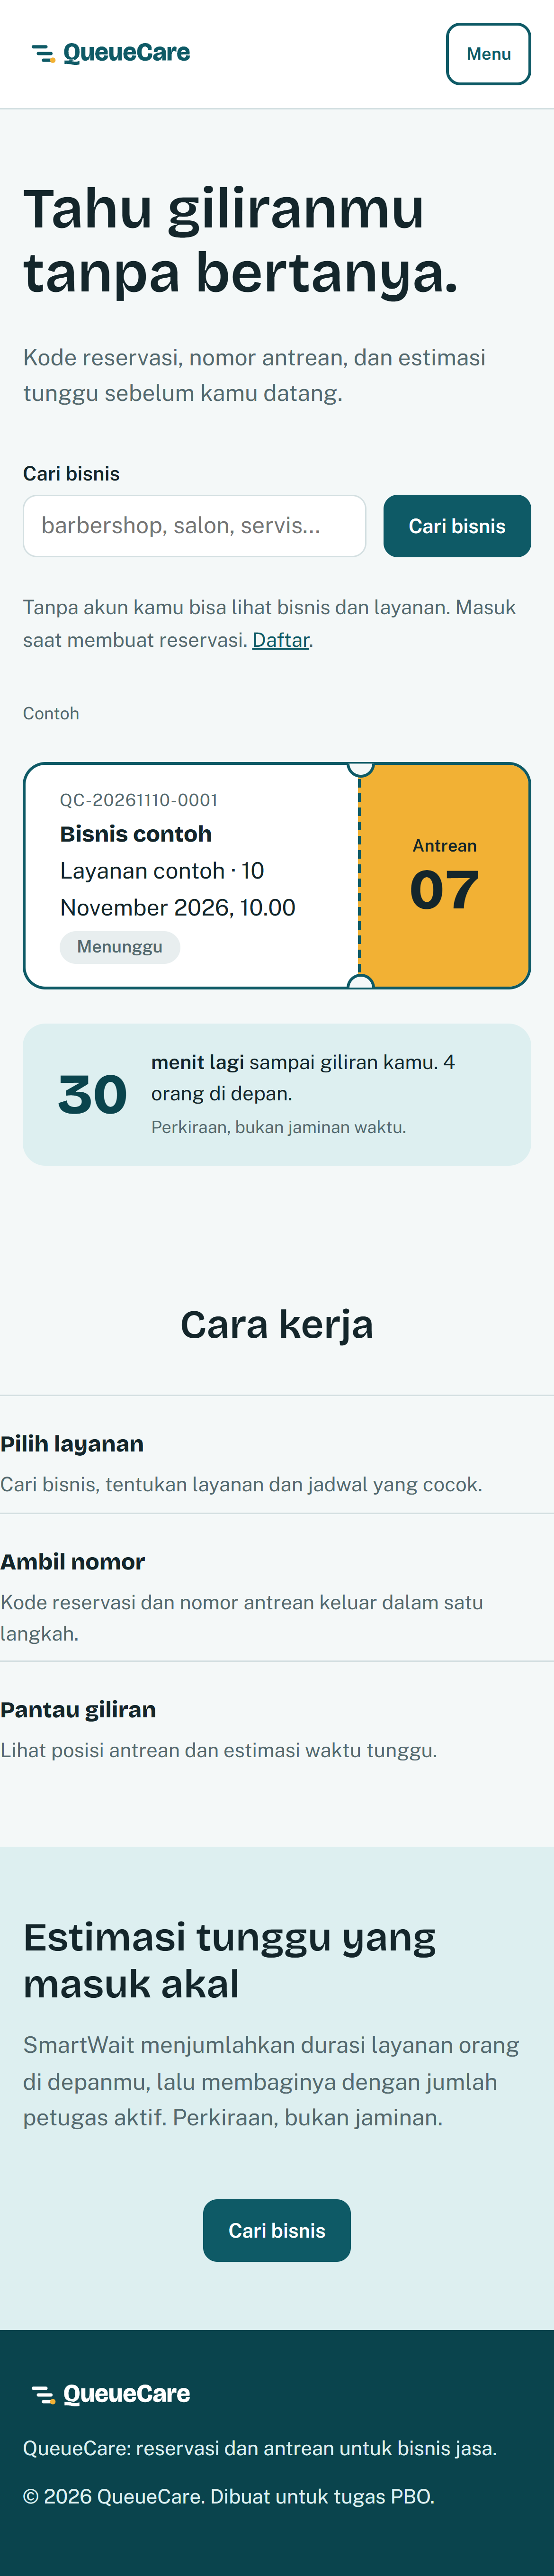 QueueCare
Menu
Tahu giliranmu
tanpa bertanya.
Kode reservasi, nomor antrean, dan estimasi
tunggu sebelum kamu datang.
Cari bisnis
barbershop, salon, servis...
Cari bisnis
Tanpa akun kamu bisa lihat bisnis dan layanan. Masuk
saat membuat reservasi. Daftar.
Contoh
QC-20261110-0001
Bisnis contoh
Layanan contoh · 10
November 2026, 10.00
Menunggu
Antrean
07
30
menit lagi sampai giliran kamu. 4
orang di depan.
Perkiraan, bukan jaminan waktu.
Cara kerja
Pilih layanan
Cari bisnis, tentukan layanan dan jadwal yang cocok.
Ambil nomor
Kode reservasi dan nomor antrean keluar dalam satu
langkah.
Pantau giliran
Lihat posisi antrean dan estimasi waktu tunggu.
Estimasi tunggu yang
masuk akal
SmartWait menjumlahkan durasi layanan orang
di depanmu, lalu membaginya dengan jumlah
petugas aktif. Perkiraan, bukan jaminan.
Cari bisnis
QueueCare
QueueCare: reservasi dan antrean untuk bisnis jasa.
© 2026 QueueCare. Dibuat untuk tugas PBO.